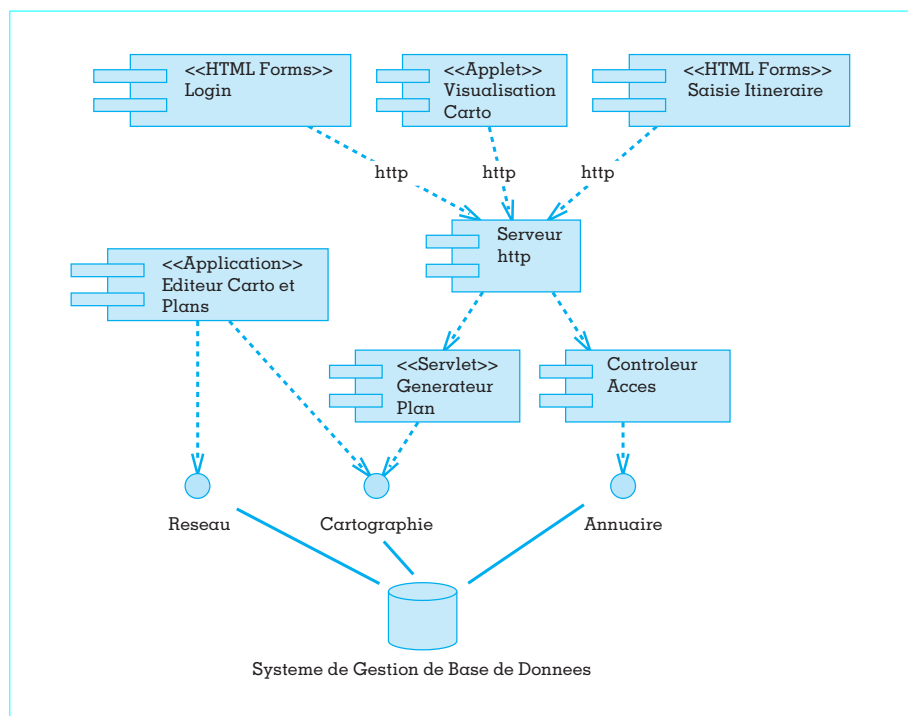 <<HTML Forms>>
Login
<<Applet>>
Visualisation
Carto
<<HTML Forms>>
Saisie Itineraire
http
http
http
Serveur
http
<<Application>>
Editeur Carto et
Plans
<<Servlet>>
Generateur
Plan
Controleur
Acces
Reseau
Cartographie
Annuaire
Systeme de Gestion de Base de Donnees